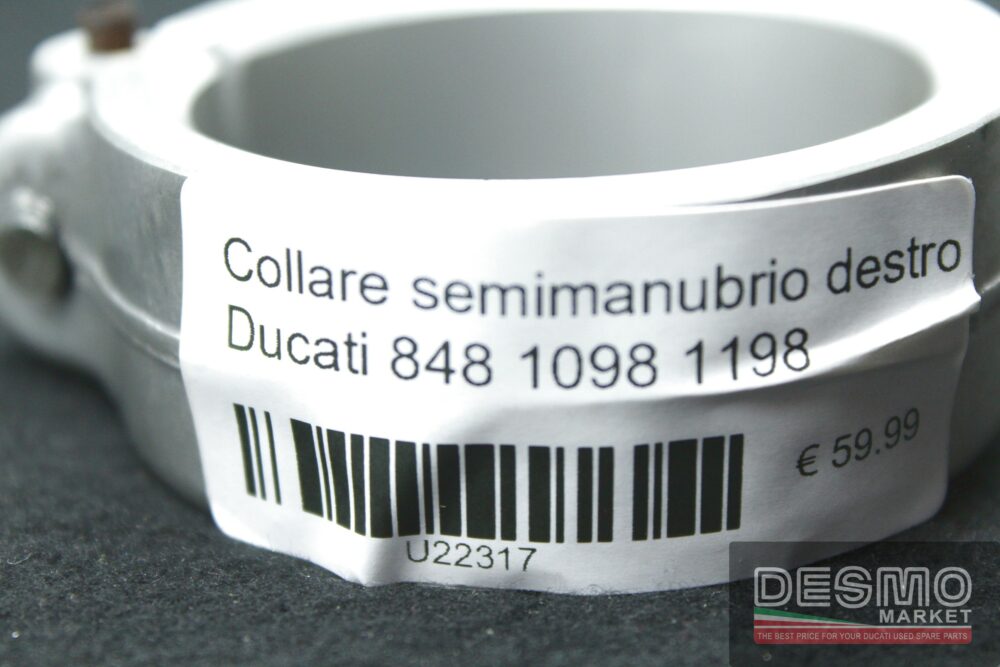 Collare semimanubrio destro
Ducati 848 1098 1198
€ 59.99
U22317
DESMO
MARKET
THE BEST PRICE FOR YOUR DUCATI USED SPARE PARTS